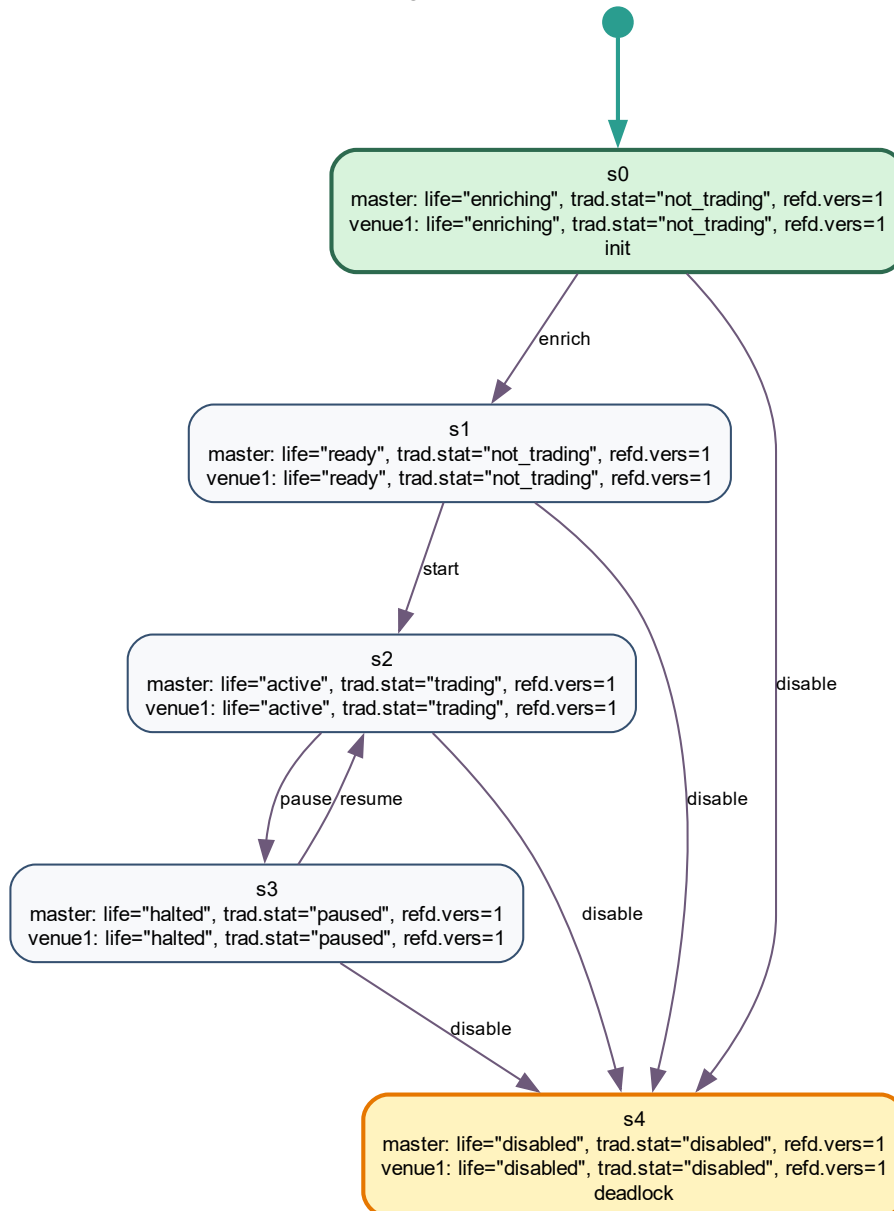 s0
master: life="enriching", trad.stat="not_trading", refd.vers=1
venue1: life="enriching", trad.stat="not_trading", refd.vers=1
init
enrich
s1
master: life="ready", trad.stat="not_trading", refd.vers=1
venue1: life="ready", trad.stat="not_trading", refd.vers=1
start
s2
master: life="active", trad.stat="trading", refd.vers=1
venue1: life="active", trad.stat="trading", refd.vers=1
disable
pause
resume
disable
s3
master: life="halted", trad.stat="paused", refd.vers=1
venue1: life="halted", trad.stat="paused", refd.vers=1
disable
disable
s4
master: life="disabled", trad.stat="disabled", refd.vers=1
venue1: life="disabled", trad.stat="disabled", refd.vers=1
deadlock